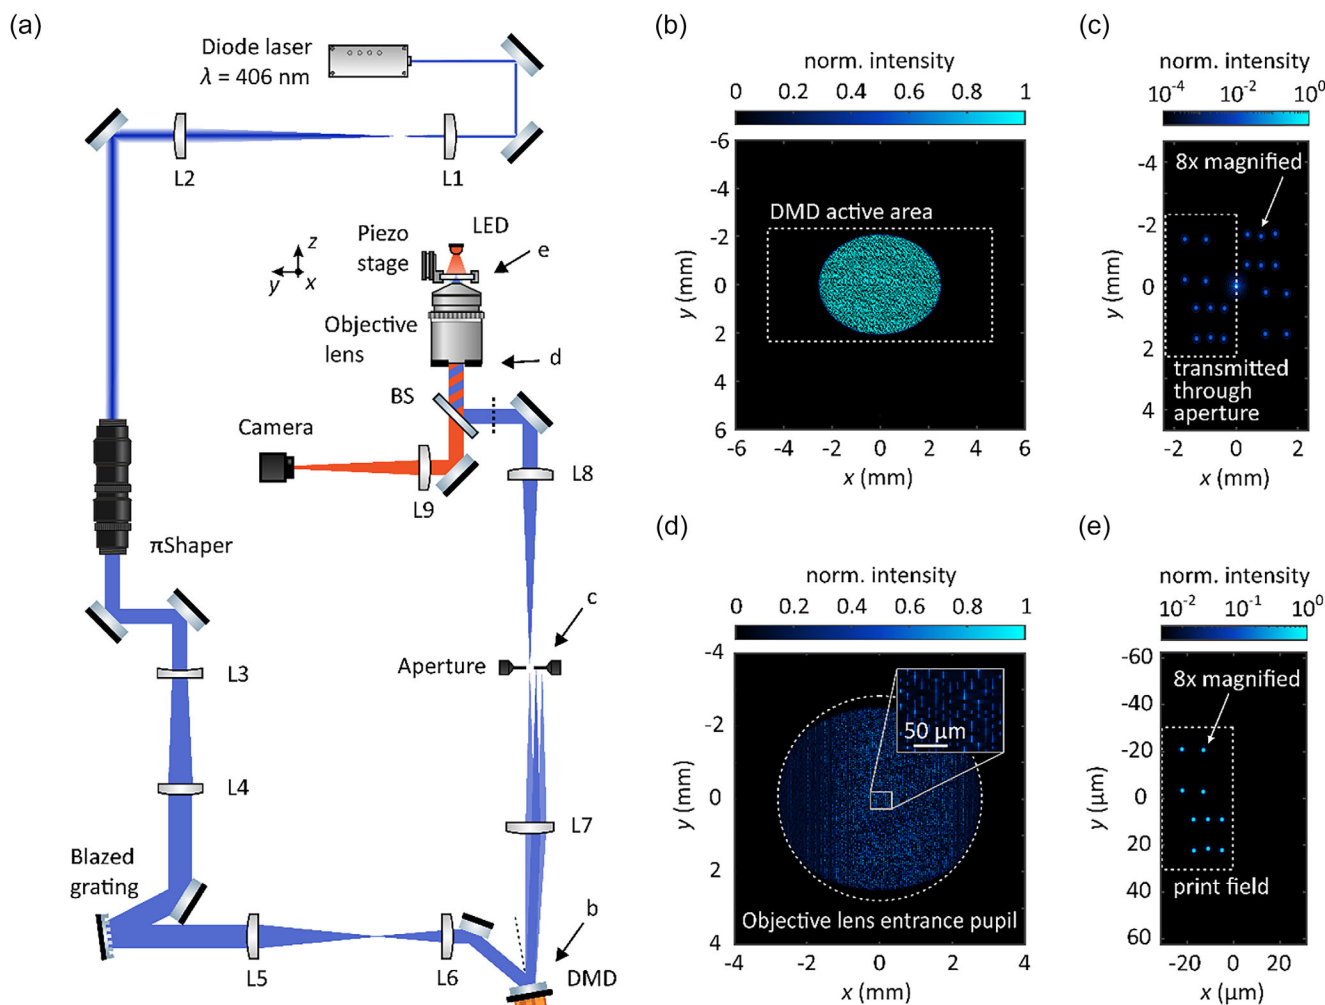 (a)
Diode laser
λ = 406 nm
L2
L1
LED
Piezo
stage
e
z
y
x
Objective
lens
d
BS
Camera
L9
L8
πShaper
c
Aperture
L3
L4
L7
Blazed
grating
b
L5
L6
DMD
(b)
norm. intensity
0 0.2 0.4 0.6 0.8 1
-6
-4
-2
0
2
4
6
y (mm)
DMD active area
-6 -4 -2 0 2 4 6
x (mm)
(c)
norm. intensity
10⁻⁴ 10⁻² 10⁰
8x magnified
-4
-2
0
2
4
y (mm)
transmitted
through
aperture
-2 0 2
x (mm)
(d)
norm. intensity
0 0.2 0.4 0.6 0.8 1
-4
-2
0
2
4
y (mm)
50 μm
Objective lens entrance pupil
-4 -2 0 2 4
x (mm)
(e)
norm. intensity
10⁻² 10⁻¹ 10⁰
-60
-40
-20
0
20
40
60
y (μm)
8x magnified
print field
-20 0 20
x (μm)